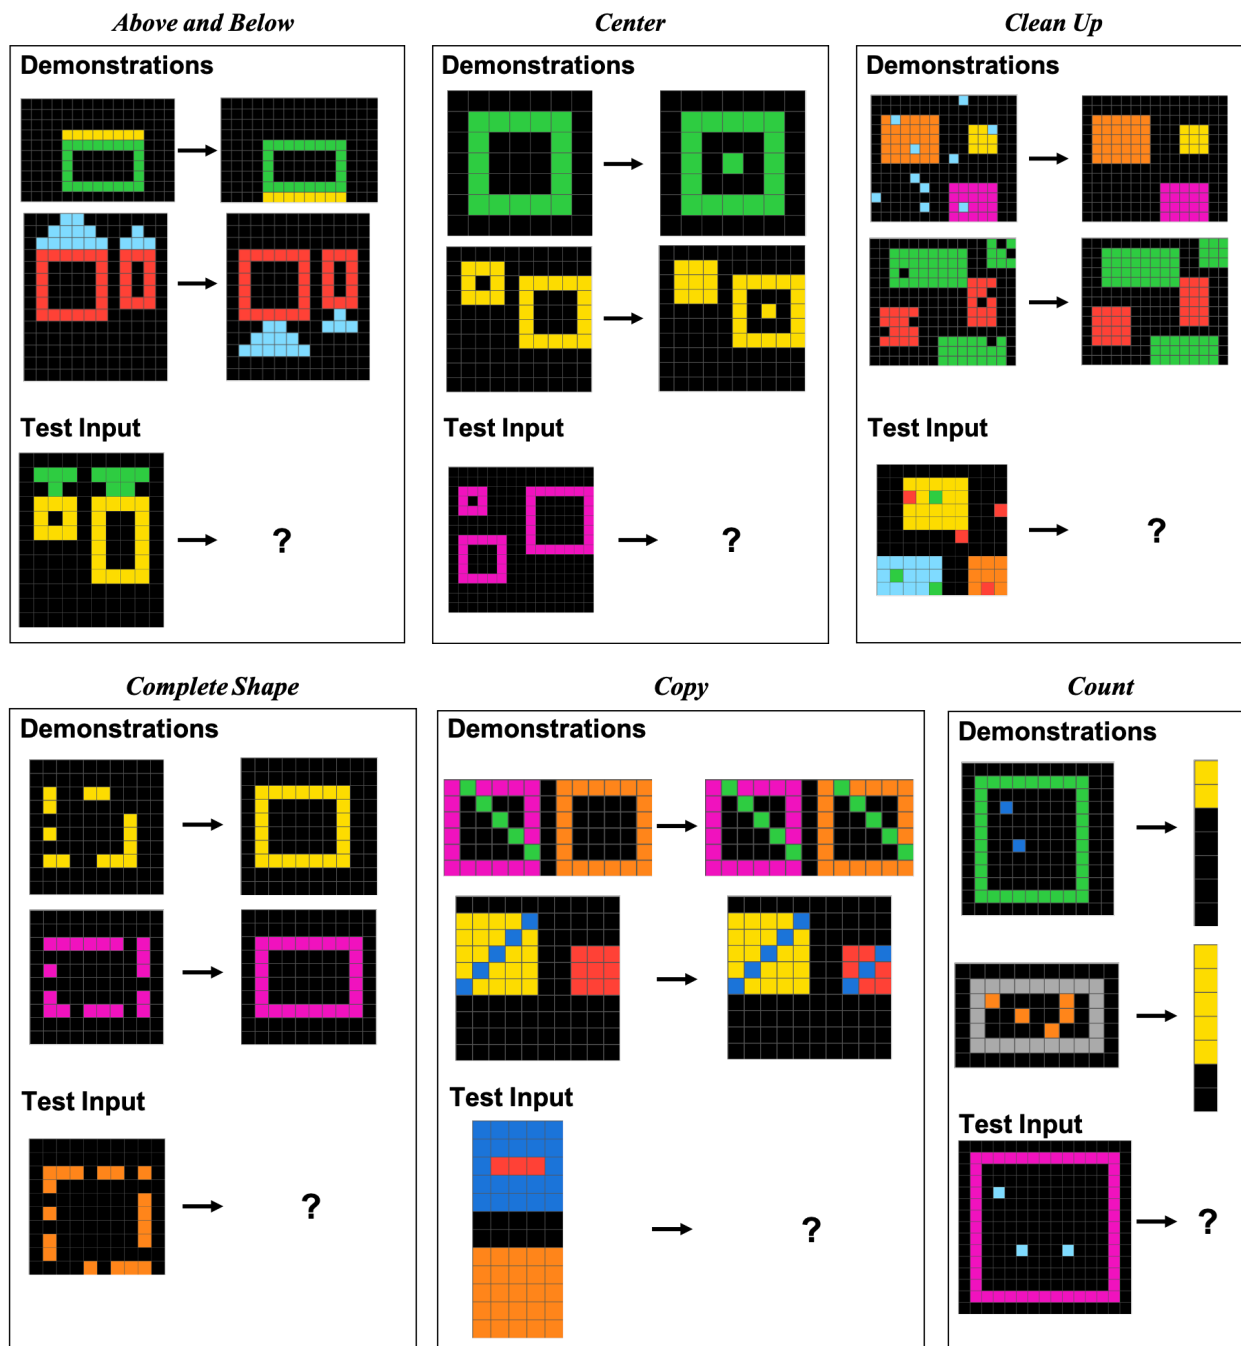 Above and Below
Center
Clean Up
Demonstrations
Demonstrations
Demonstrations
Test Input
Test Input
Test Input
?
?
?
Complete Shape
Copy
Count
Demonstrations
Demonstrations
Demonstrations
Test Input
Test Input
Test Input
?
?
?